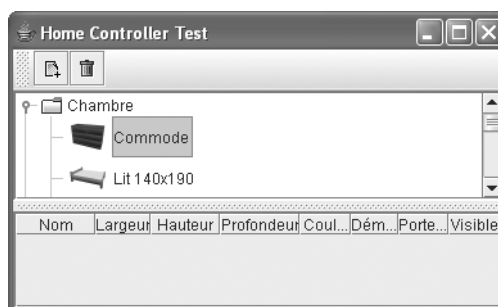 Home Controller Test
Chambre
Commode
Lit 140x190
Nom Largeur Hauteur Profondeur Coul... Dém... Porte... Visible